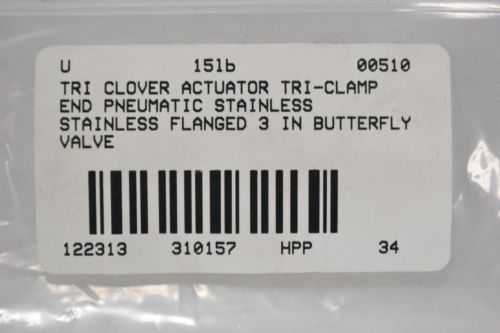 U 15lb 00510
TRI CLOVER ACTUATOR TRI-CLAMP
END PNEUMATIC STAINLESS
STAINLESS FLANGED 3 IN BUTTERFLY
VALVE
122313 310157 HPP 34